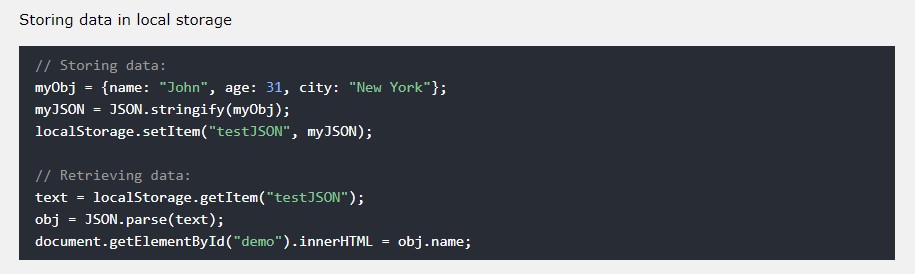 Storing data in local storage
// Storing data:
myObj = {name: "John", age: 31, city: "New York"};
myJSON = JSON.stringify(myObj);
localStorage.setItem("testJSON", myJSON);
// Retrieving data:
text = localStorage.getItem("testJSON");
obj = JSON.parse(text);
document.getElementById("demo").innerHTML = obj.name;